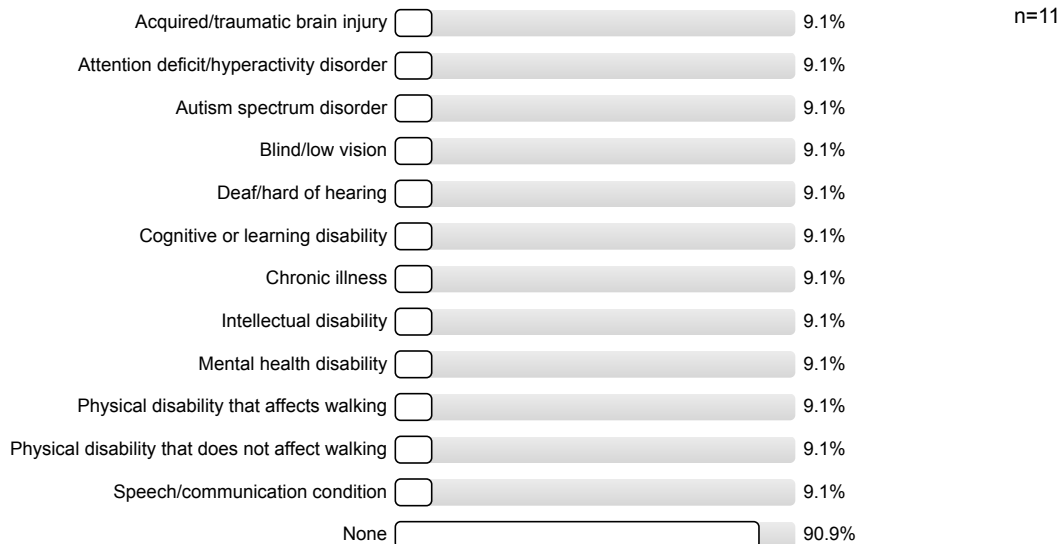 n=11
Acquired/traumatic brain injury 9.1%
Attention deficit/hyperactivity disorder 9.1%
Autism spectrum disorder 9.1%
Blind/low vision 9.1%
Deaf/hard of hearing 9.1%
Cognitive or learning disability 9.1%
Chronic illness 9.1%
Intellectual disability 9.1%
Mental health disability 9.1%
Physical disability that affects walking 9.1%
Physical disability that does not affect walking 9.1%
Speech/communication condition 9.1%
None 90.9%